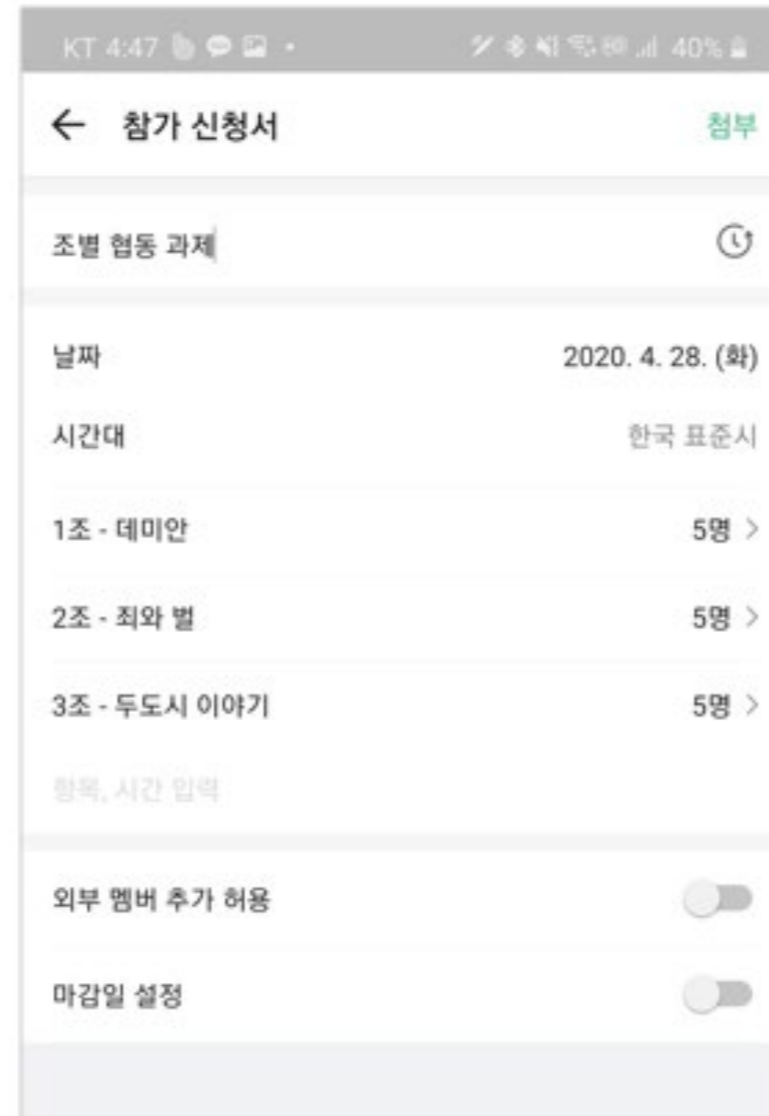 KT 4:47
40%
참가 신청서
첨부
조별 협동 과제
날짜
2020. 4. 28. (화)
시간대
한국 표준시
1조 - 데미안
5명
2조 - 죄와 벌
5명
3조 - 두도시 이야기
5명
항목, 시간 입력
외부 멤버 추가 허용
마감일 설정